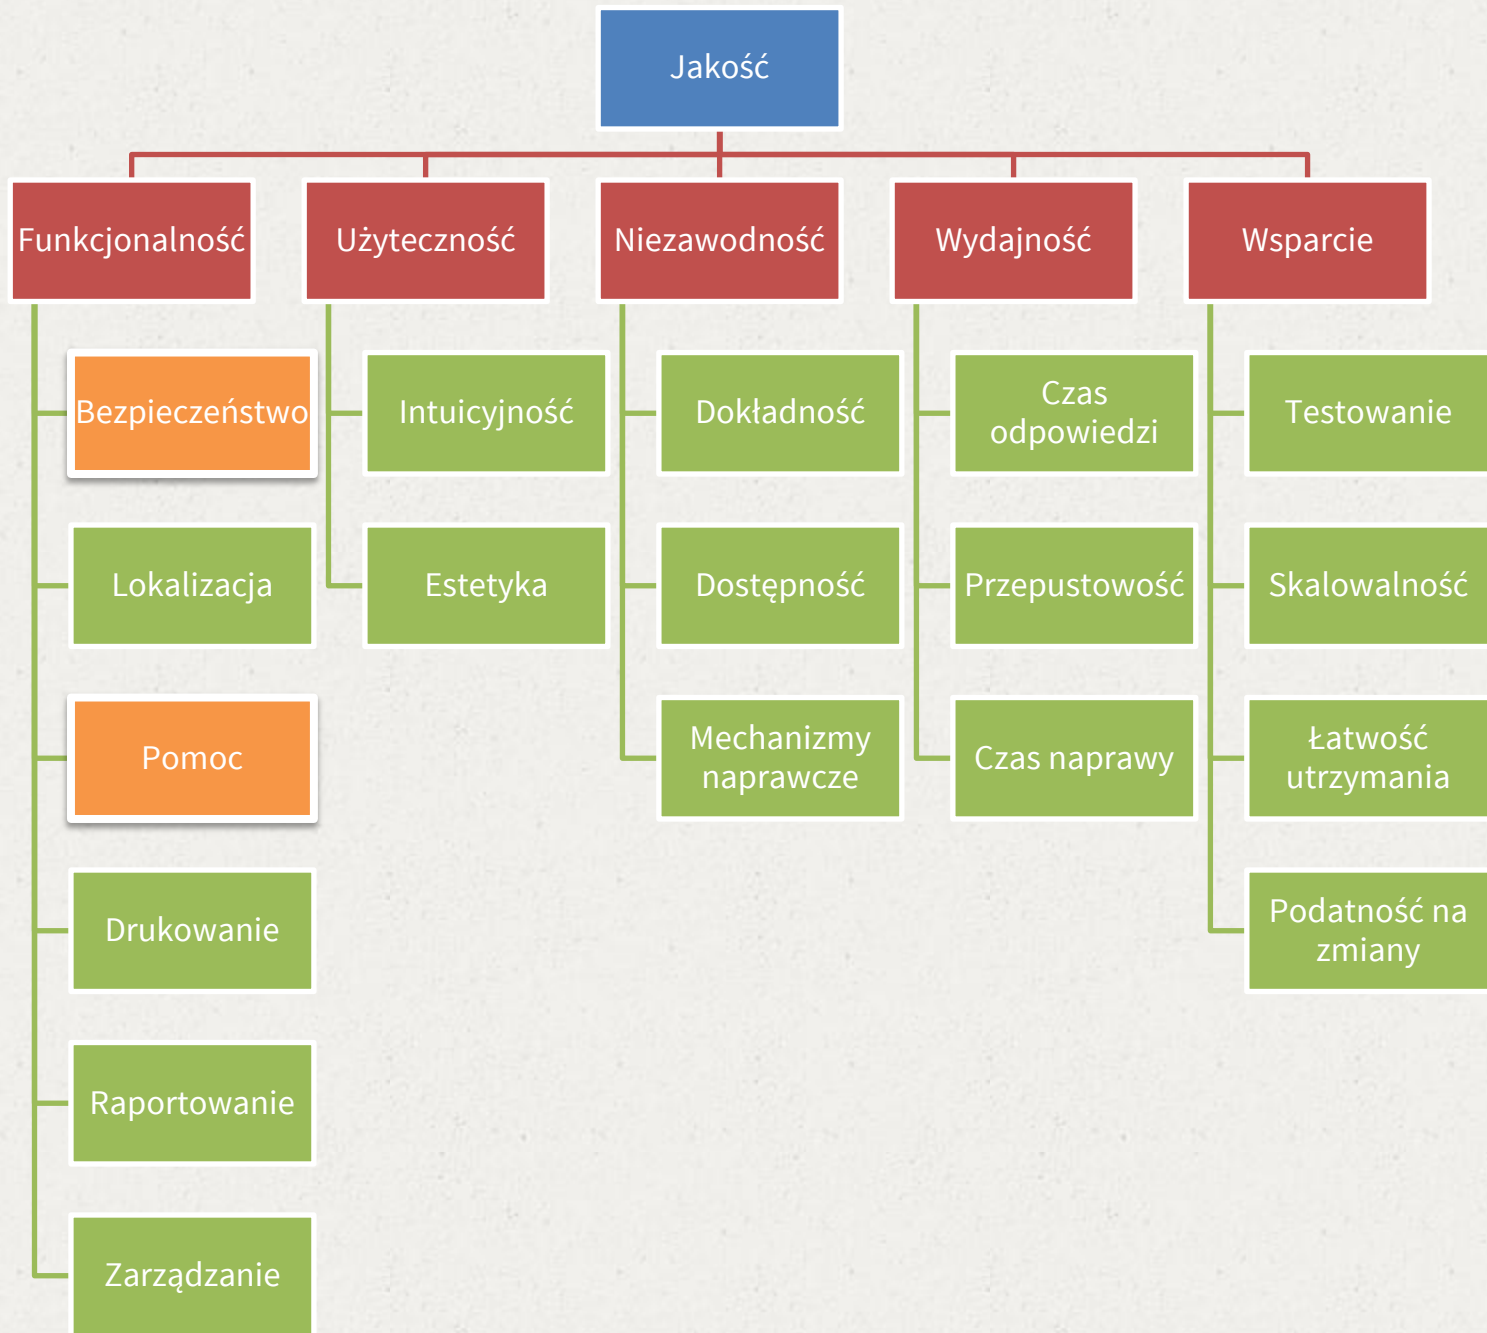 Jakość
Funkcjonalność
Bezpieczeństwo
Lokalizacja
Pomoc
Drukowanie
Raportowanie
Zarządzanie
Użyteczność
Intuicyjność
Estetyka
Niezawodność
Dokładność
Dostępność
Mechanizmy
naprawcze
Wydajność
Czas
odpowiedzi
Przepustowość
Czas naprawy
Wsparcie
Testowanie
Skalowalność
Łatwość
utrzymania
Podatność na
zmiany